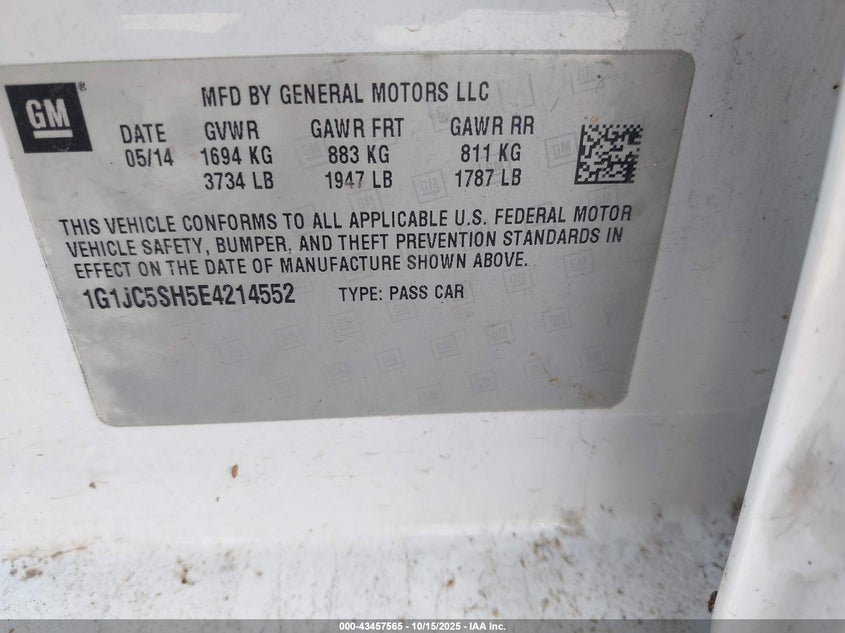 GM ®
MFD BY GENERAL MOTORS LLC
DATE GVWR GAWR FRT GAWR RR
05/14 1694 KG 883 KG 811 KG
3734 LB 1947 LB 1787 LB
THIS VEHICLE CONFORMS TO ALL APPLICABLE U.S. FEDERAL MOTOR
VEHICLE SAFETY, BUMPER, AND THEFT PREVENTION STANDARDS IN
EFFECT ON THE DATE OF MANUFACTURE SHOWN ABOVE.
1G1JC5SH5E4214552 TYPE: PASS CAR
000-43457565 - 10/15/2025 - IAA Inc.